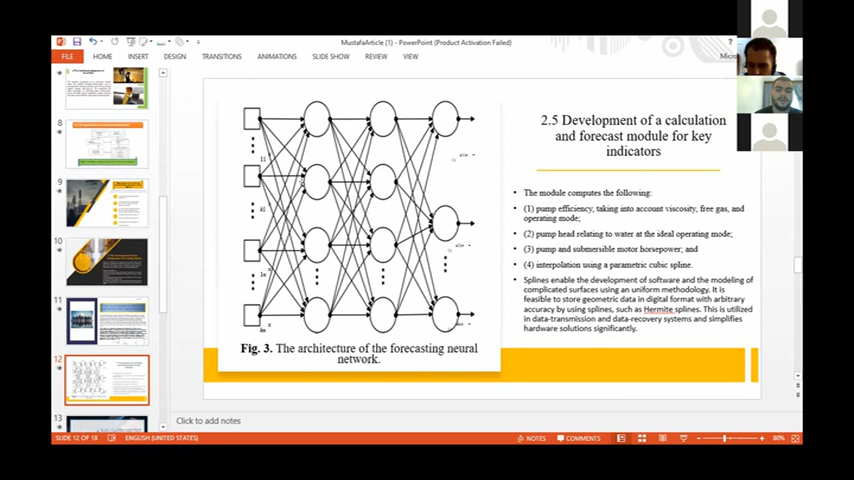 MustafaArticle (1) - PowerPoint (Product Activation Failed)
?
FILE HOME INSERT DESIGN TRANSITIONS ANIMATIONS SLIDE SHOW REVIEW VIEW
8
9
10
11
12
13
2.5 Development of a calculation
and forecast module for key
indicators
• The module computes the following:
• (1) pump efficiency, taking into account viscosity, free gas, and
operating mode;
• (2) pump head relating to water at the ideal operating mode;
• (3) pump and submersible motor horsepower; and
• (4) interpolation using a parametric cubic spline.
• Splines enable the development of software and the modeling of
complicated surfaces using an uniform methodology. It is
feasible to store geometric data in digital format with arbitrary
accuracy by using splines, such as Hermite splines. This is utilized
in data-transmission and data-recovery systems and simplifies
hardware solutions significantly.
Fig. 3. The architecture of the forecasting neural
network.
Click to add notes
SLIDE 12 OF 18 ENGLISH (UNITED STATES) NOTES COMMENTS 80%